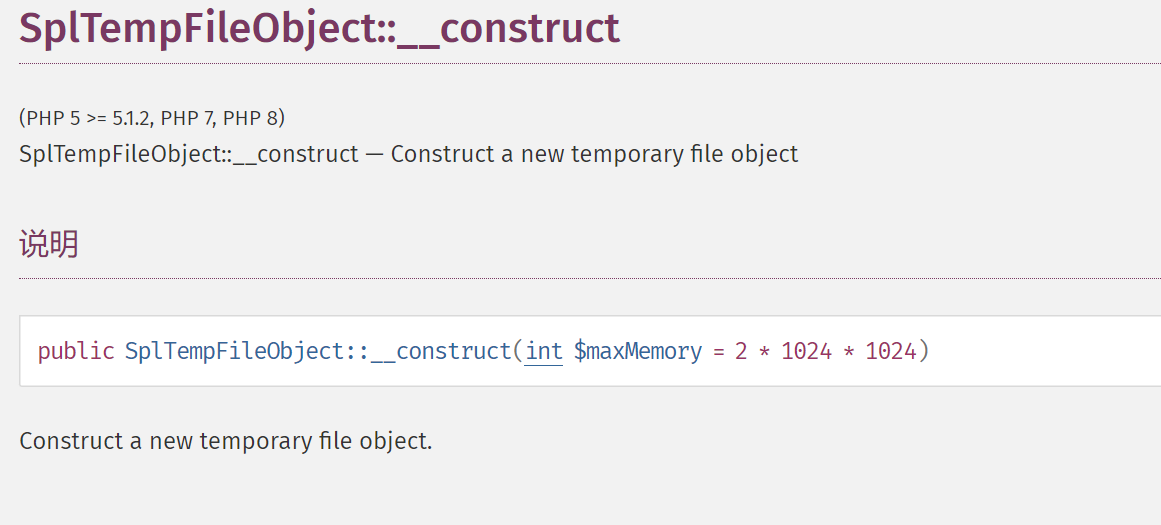 SplTempFileObject::__construct
(PHP 5 >= 5.1.2, PHP 7, PHP 8)
SplTempFileObject::__construct — Construct a new temporary file object
说明
public SplTempFileObject::__construct(int $maxMemory = 2 * 1024 * 1024)
Construct a new temporary file object.